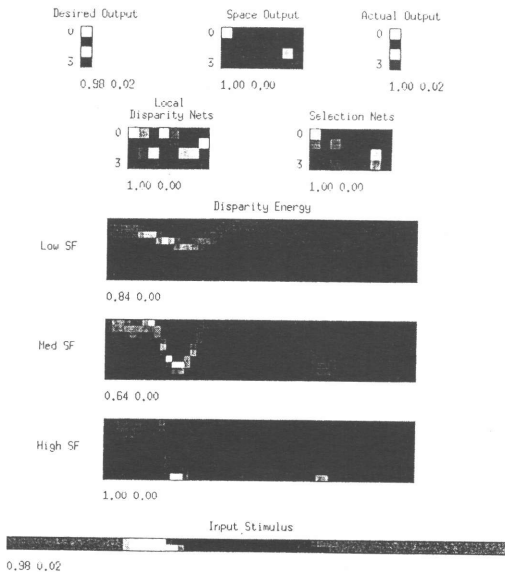 Desired Output Space Output Actual Output
0 0 0
3 3 3
0.98 0.02 1.00 0.00 1.00 0.02
Local
Disparity Nets Selection Nets
0 0
3 3
1.00 0.00 1.00 0.00
Disparity Energy
Low SF
0.84 0.00
Med SF
0.64 0.00
High SF
1.00 0.00
Input Stimulus
0.98 0.02